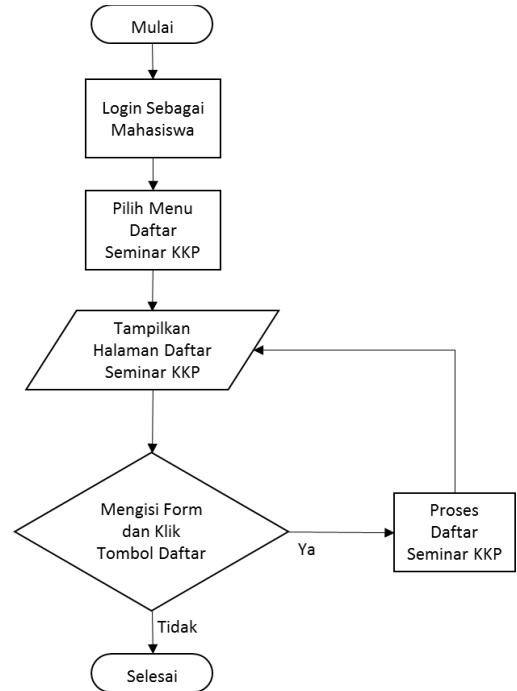 Mulai
Login Sebagai
Mahasiswa
Pilih Menu
Daftar
Seminar KKP
Tampilkan
Halaman Daftar
Seminar KKP
Mengisi Form
dan Klik
Tombol Daftar
Ya
Proses
Daftar
Seminar KKP
Tidak
Selesai